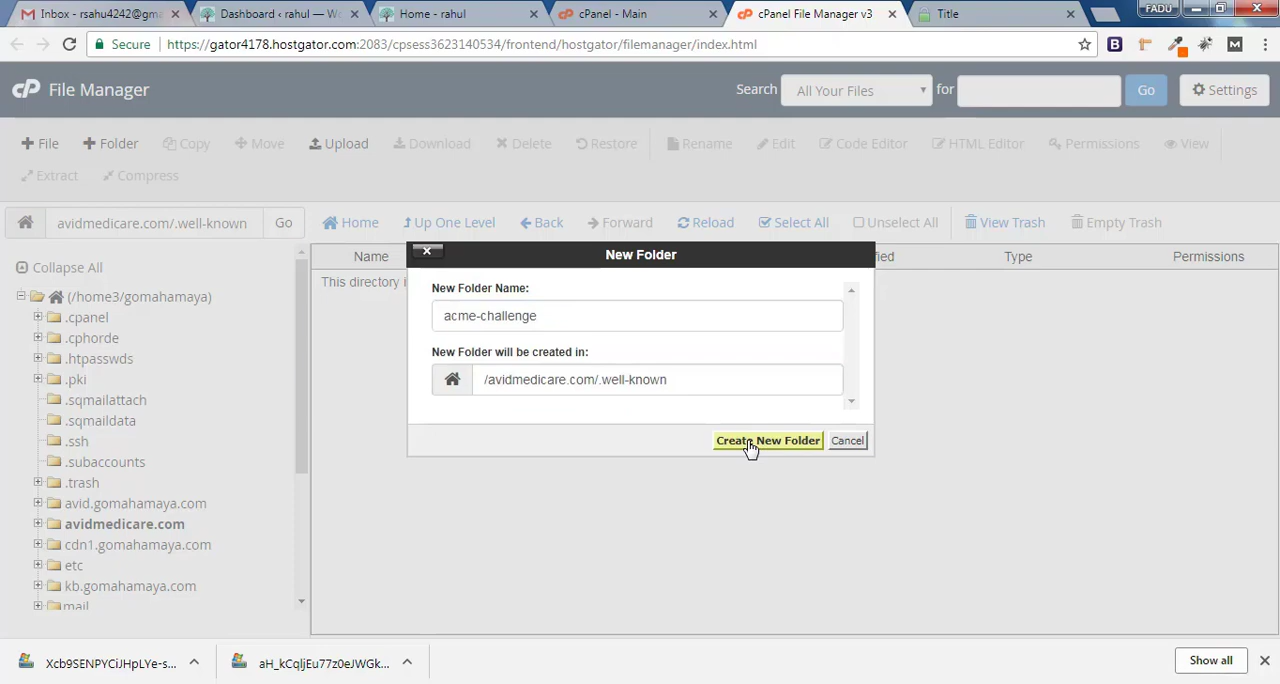 Inbox - rsahu4242@gm
Dashboard ‹ rahul — Wo
Home - rahul
cPanel - Main
cPanel File Manager v3
Title
FADU
Secure
https://gator4178.hostgator.com:2083/cpsess3623140534/frontend/hostgator/filemanager/index.html
cP File Manager
Search All Your Files for Go Settings
File Folder Copy Move Upload Download Delete Restore Rename Edit Code Editor HTML Editor Permissions View
Extract Compress
avidmedicare.com/.well-known Go Home Up One Level Back Forward Reload Select All Unselect All View Trash Empty Trash
Collapse All
(/home3/gomahamaya)
.cpanel
.cphorde
.htpasswds
.pki
.sqmailattach
.sqmaildata
.ssh
.subaccounts
.trash
avid.gomahamaya.com
avidmedicare.com
cdn1.gomahamaya.com
etc
kb.gomahamaya.com
mail
Name fied Type Permissions
This directory i
New Folder
New Folder Name:
acme-challenge
New Folder will be created in:
/avidmedicare.com/.well-known
Create New Folder Cancel
Xcb9SENPYCiJHpLYe-s...
aH_kCqljEu77z0eJWGk...
Show all